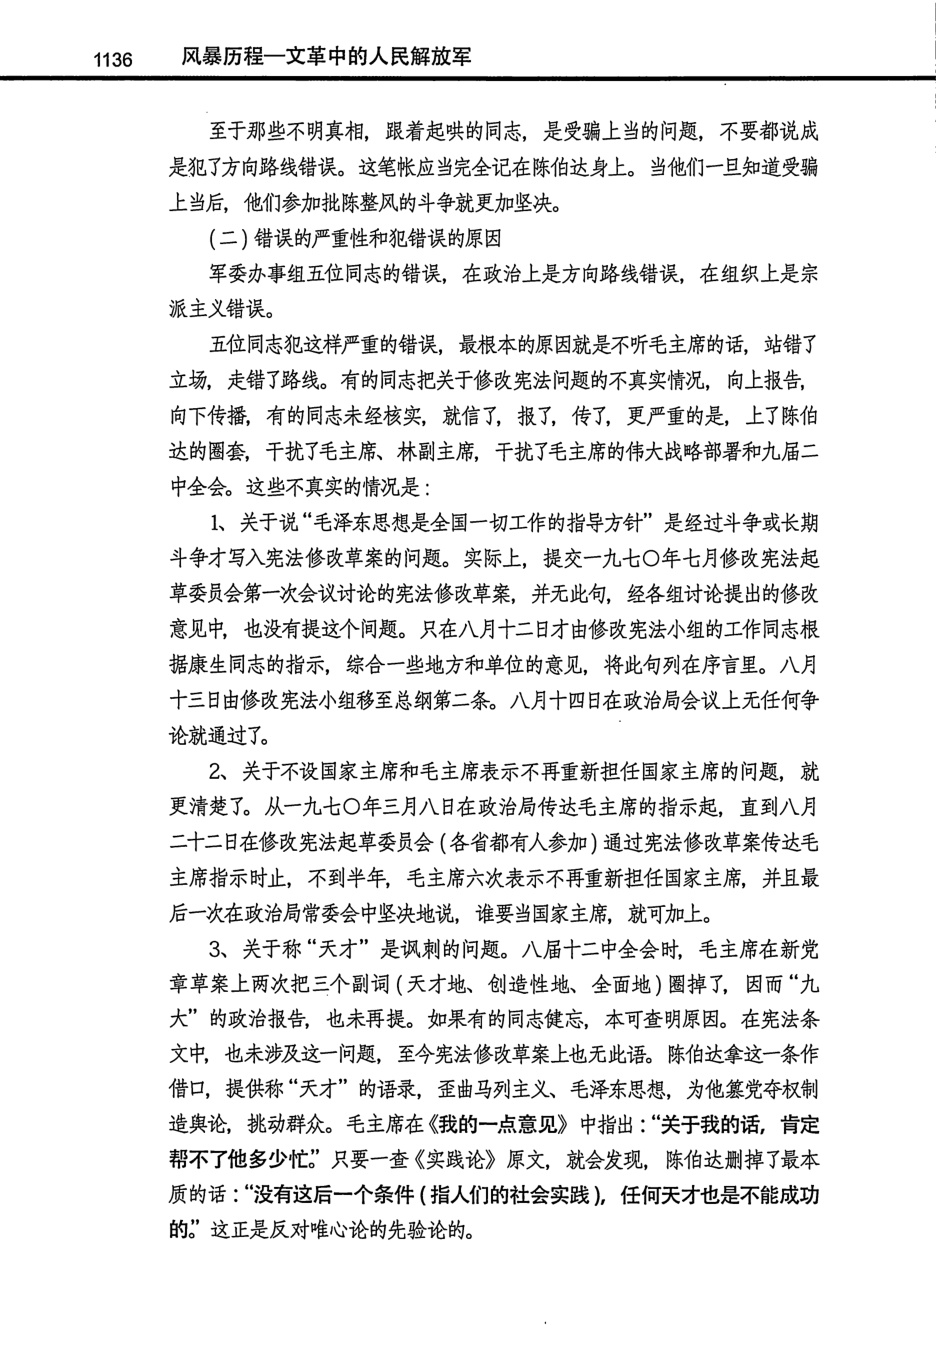 1136 风暴历程—文革中的人民解放军
至于那些不明真相，跟着起哄的同志，是受骗上当的问题，不要都说成
是犯了方向路线错误。这笔帐应当完全记在陈伯达身上。当他们一旦知道受骗
上当后，他们参加批陈整风的斗争就更加坚决。
(二)错误的严重性和犯错误的原因
军委办事组五位同志的错误，在政治上是方向路线错误，在组织上是宗
派主义错误。
五位同志犯这样严重的错误，最根本的原因就是不听毛主席的话，站错了
立场，走错了路线。有的同志把关于修改宪法问题的不真实情况，向上报告，
向下传播，有的同志未经核实，就信了，报了，传了，更严重的是，上了陈伯
达的圈套，干扰了毛主席、林副主席，干扰了毛主席的伟大战略部署和九届二
中全会。这些不真实的情况是：
1、关于说“毛泽东思想是全国一切工作的指导方针”是经过斗争或长期
斗争才写入宪法修改草案的问题。实际上，提交一九七〇年七月修改宪法起
草委员会第一次会议讨论的宪法修改草案，并无此句，经各组讨论提出的修改
意见中，也没有提这个问题。只在八月十二日才由修改宪法小组的工作同志根
据康生同志的指示，综合一些地方和单位的意见，将此句列在序言里。八月
十三日由修改宪法小组移至总纲第二条。八月十四日在政治局会议上无任何争
论就通过了。
2、关于不设国家主席和毛主席表示不再重新担任国家主席的问题，就
更清楚了。从一九七〇年三月八日在政治局传达毛主席的指示起，直到八月
二十二日在修改宪法起草委员会(各省都有人参加)通过宪法修改草案传达毛
主席指示时止，不到半年，毛主席六次表示不再重新担任国家主席，并且最
后一次在政治局常委会中坚决地说，谁要当国家主席，就可加上。
3、关于称“天才”是讽刺的问题。八届十二中全会时，毛主席在新党
章草案上两次把三个副词(天才地、创造性地、全面地)圈掉了，因而“九
大”的政治报告，也未再提。如果有的同志健忘，本可查明原因。在宪法条
文中，也未涉及这一问题，至今宪法修改草案上也无此语。陈伯达拿这一条作
借口，提供称“天才”的语录，歪曲马列主义、毛泽东思想，为他篡党夺权制
造舆论，挑动群众。毛主席在《我的一点意见》中指出：“关于我的话，肯定
帮不了他多少忙。”只要一查《实践论》原文，就会发现，陈伯达删掉了最本
质的话：“没有这后一个条件(指人们的社会实践)，任何天才也是不能成功
的。”这正是反对唯心论的先验论的。